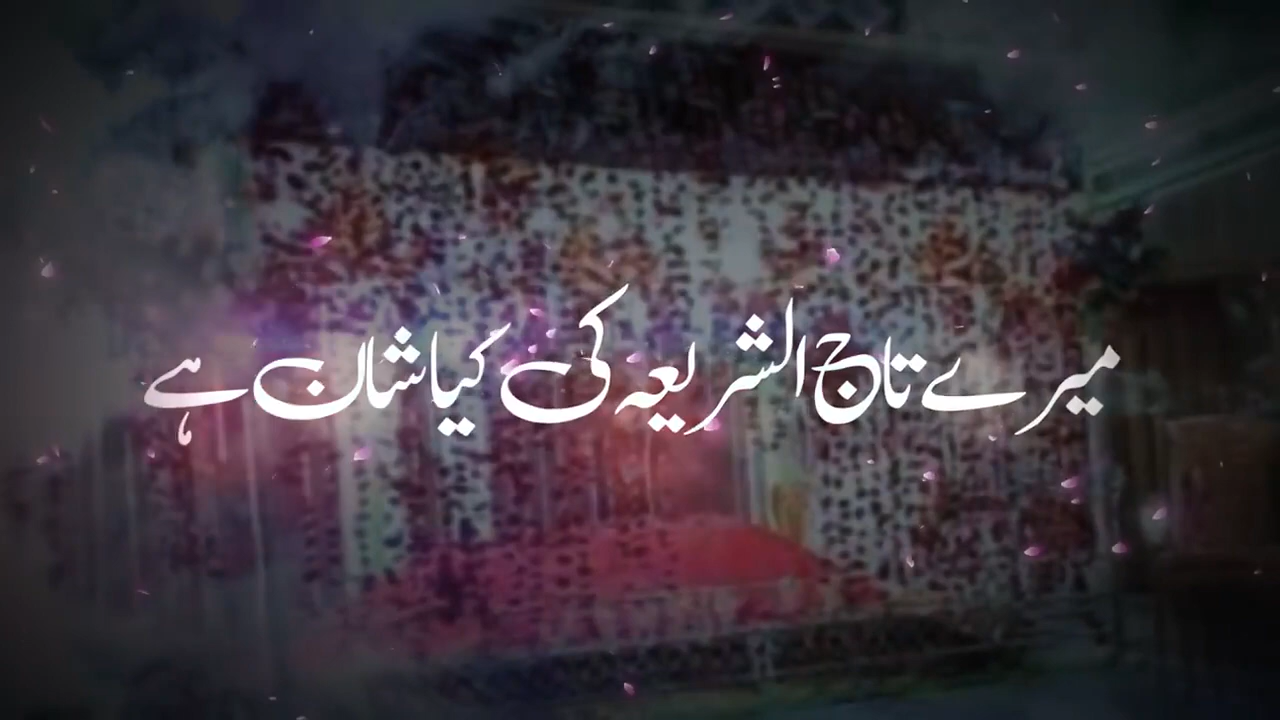 میرے تاج الشریعہ کی کیا شان ہے